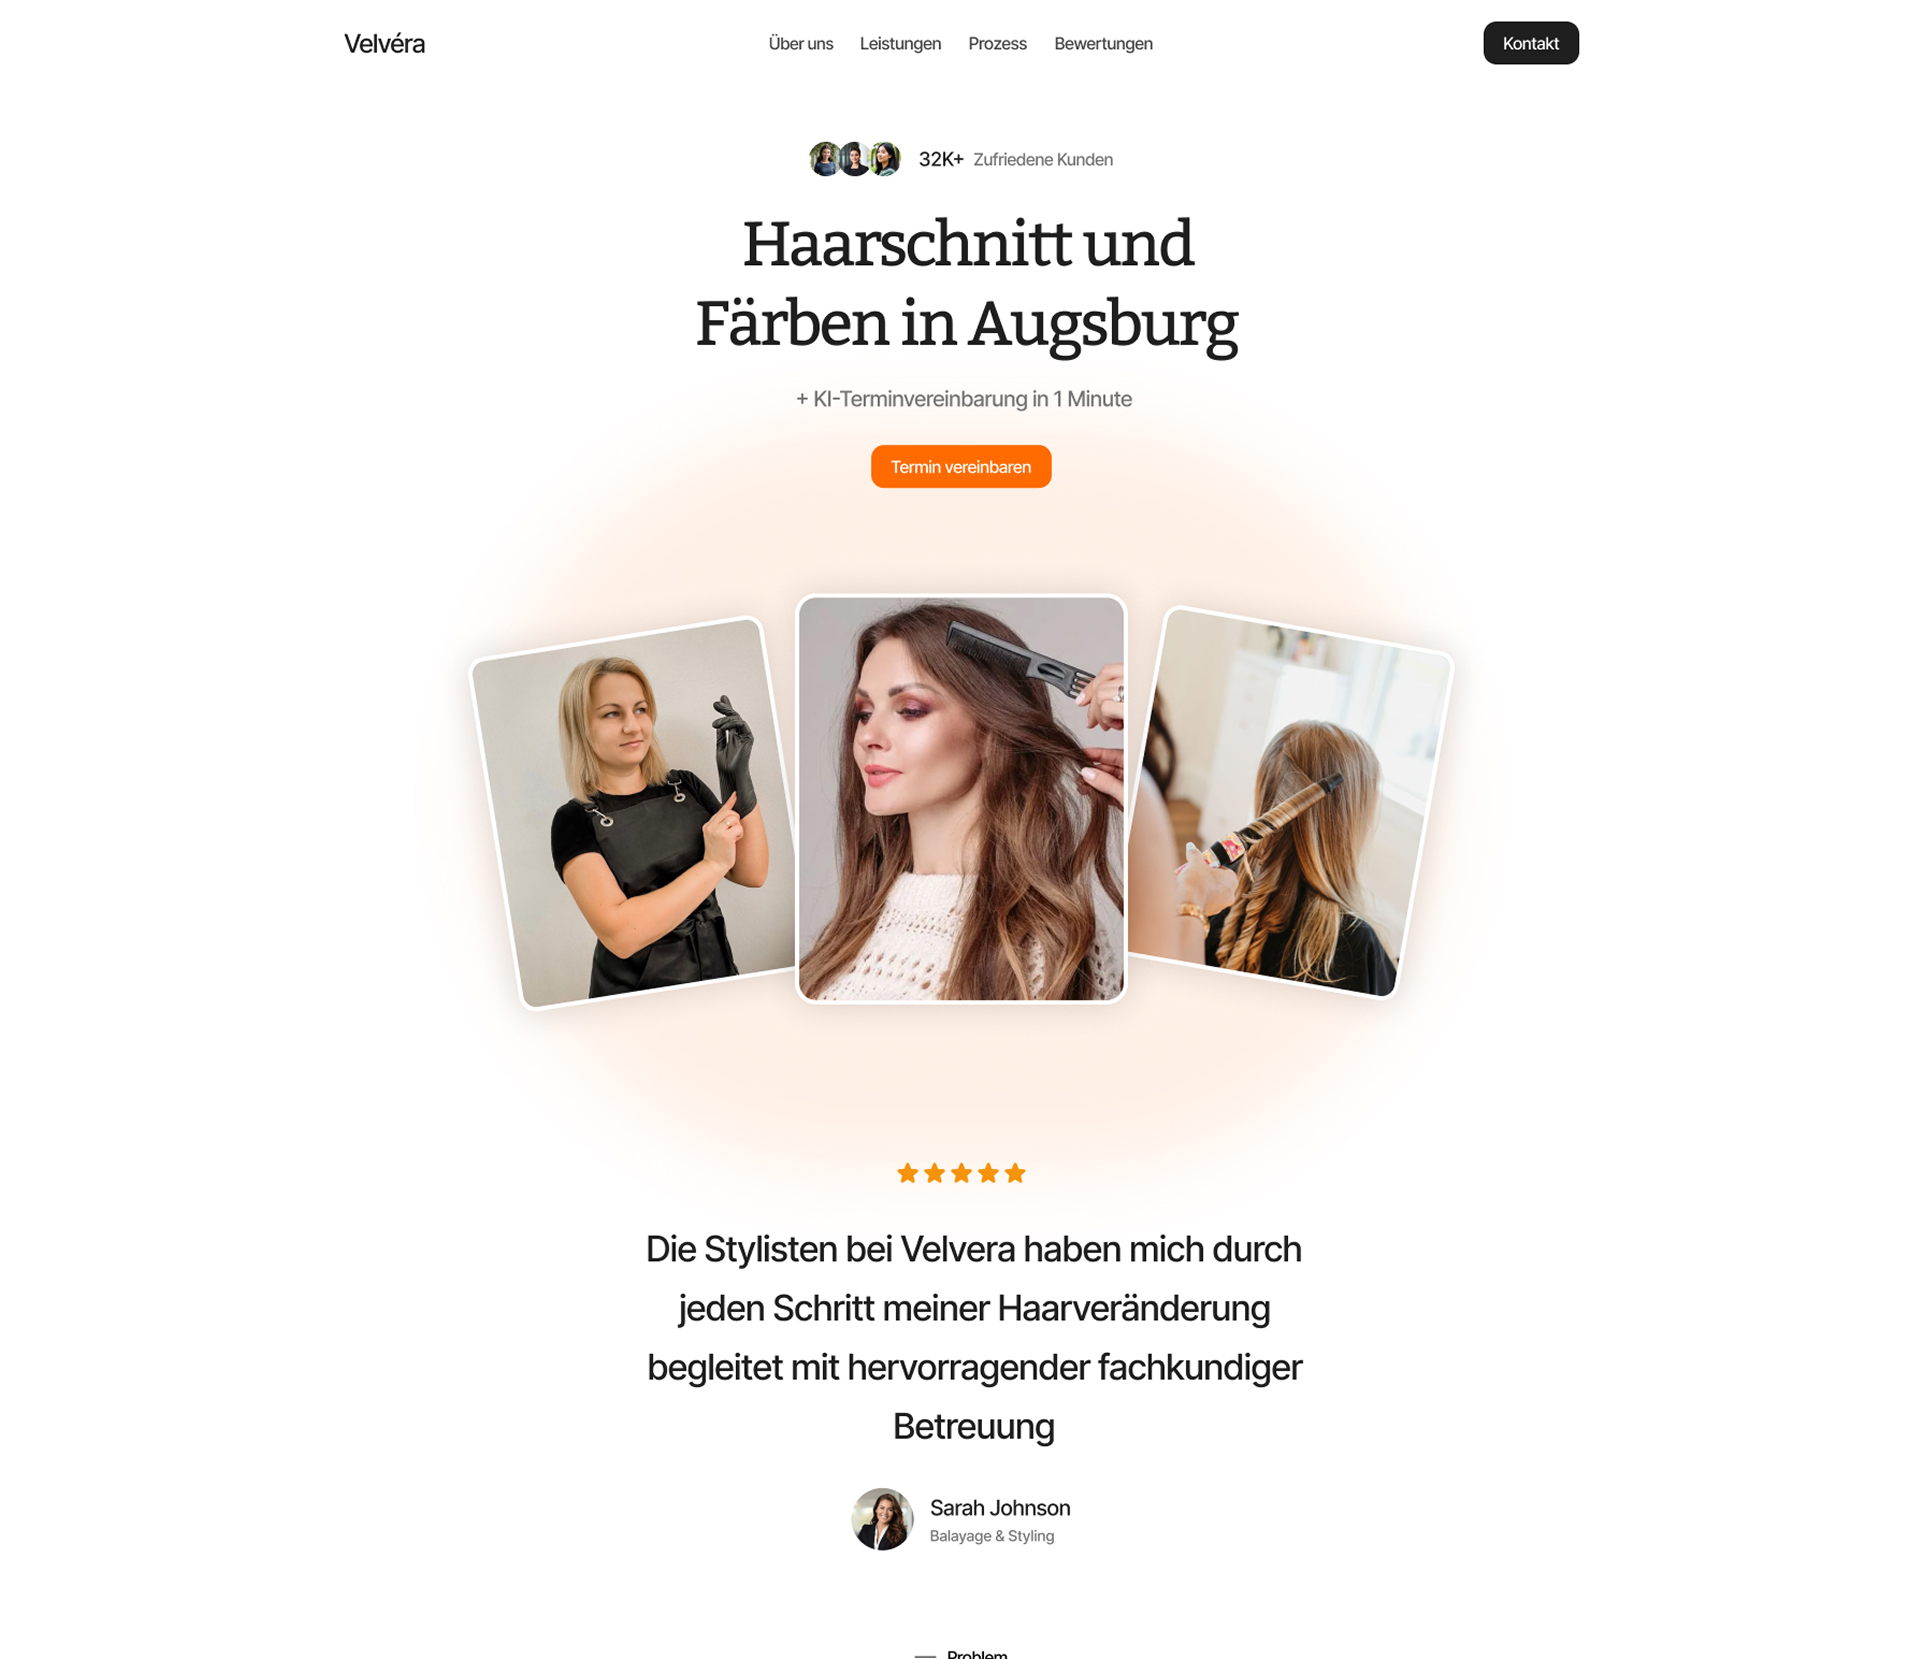 Velvéra
Über uns
Leistungen
Prozess
Bewertungen
Kontakt
32K+ Zufriedene Kunden
Haarschnitt und
Färben in Augsburg
+ KI-Terminvereinbarung in 1 Minute
Termin vereinbaren
Die Stylisten bei Velvera haben mich durch
jeden Schritt meiner Haarveränderung
begleitet mit hervorragender fachkundiger
Betreuung
Sarah Johnson
Balayage & Styling
Problem